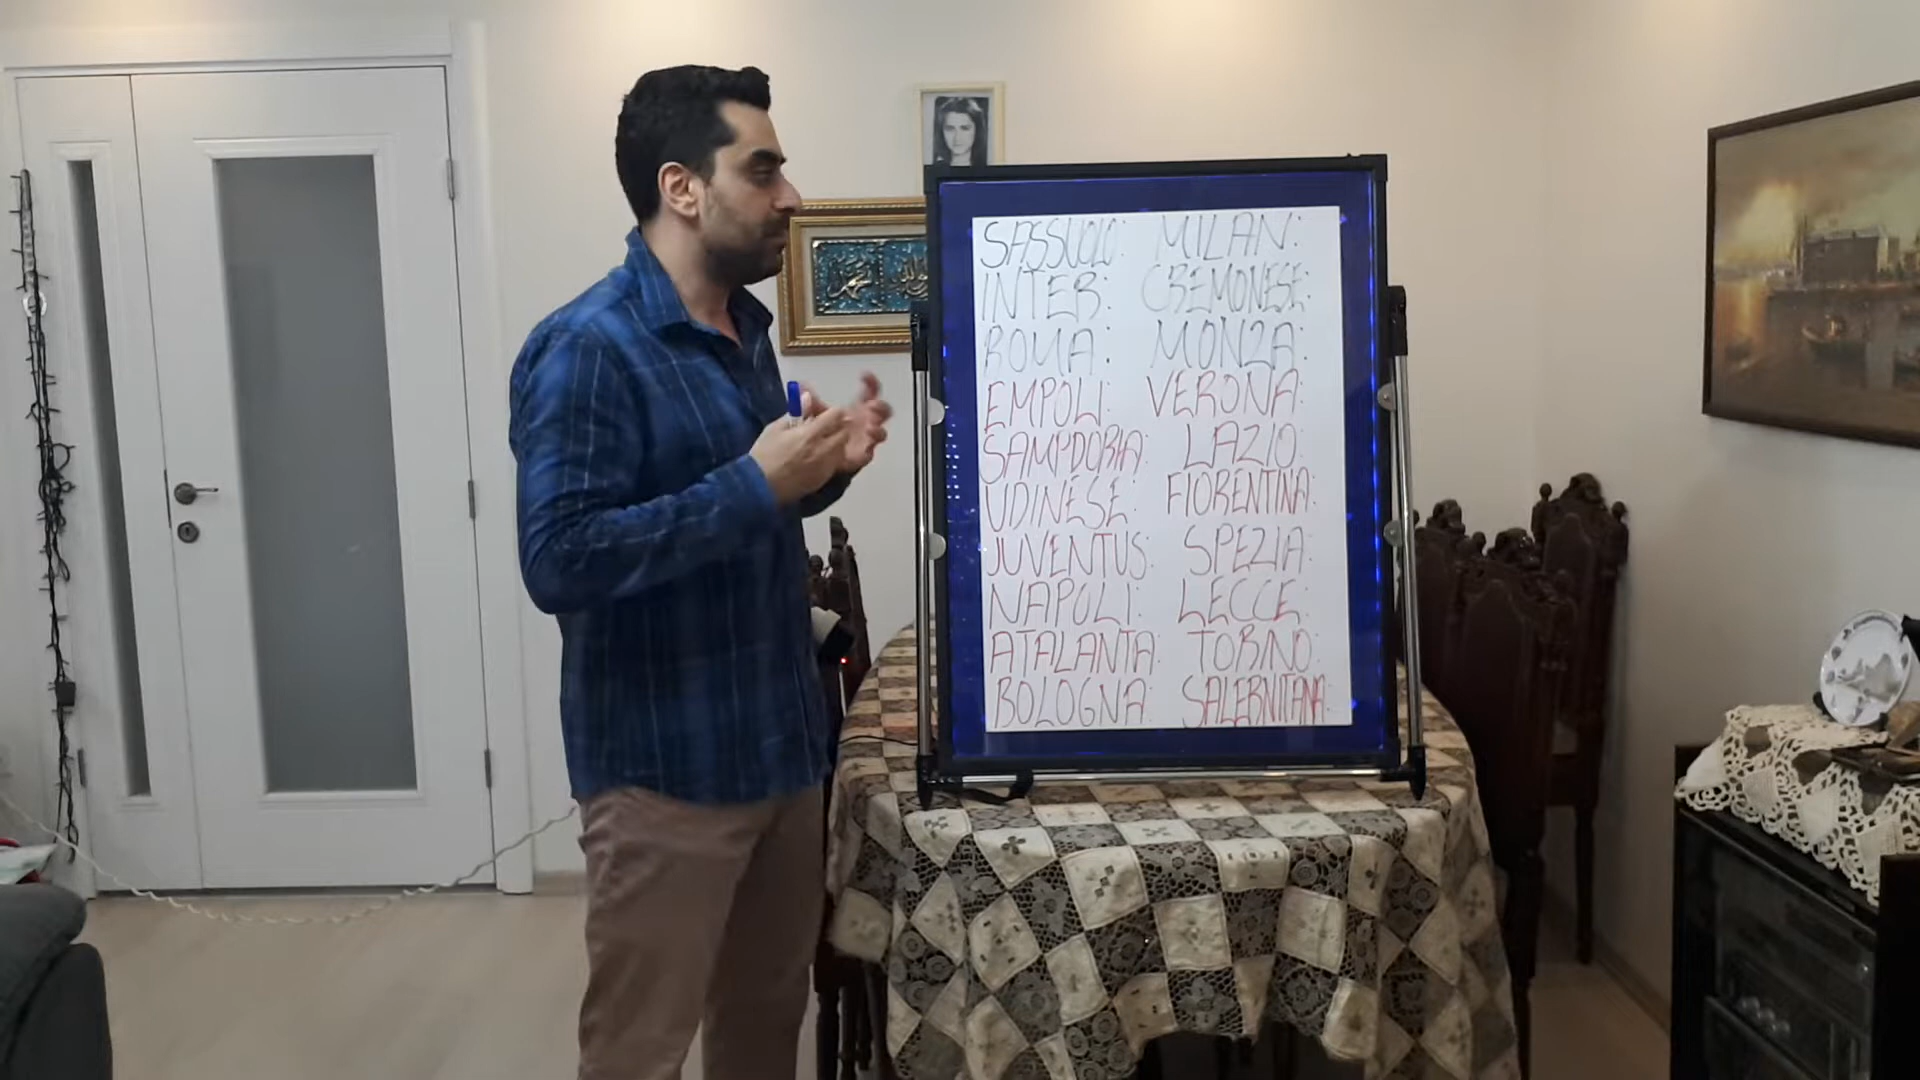 SASSUOLO: MILAN:
INTER: CREMONESE:
ROMA: MONZA:
EMPOLI: VERONA:
SAMPDORIA: LAZIO:
UDINESE: FIORENTINA:
JUVENTUS: SPEZIA:
NAPOLI: LECCE:
ATALANTA: TORINO:
BOLOGNA: SALERNITANA: